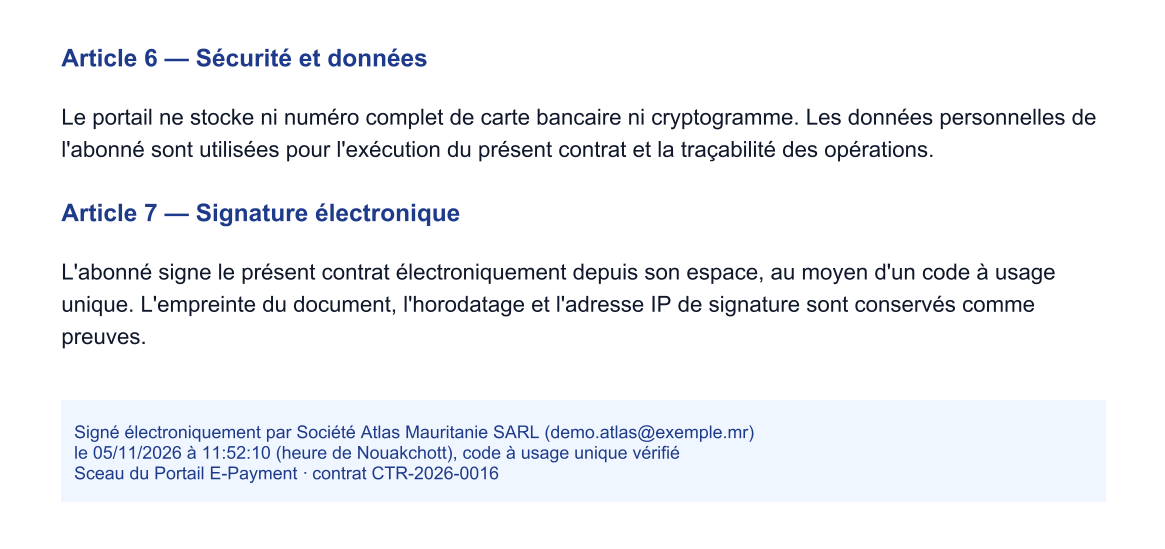 Article 6 — Sécurité et données
Le portail ne stocke ni numéro complet de carte bancaire ni cryptogramme. Les données personnelles de
l'abonné sont utilisées pour l'exécution du présent contrat et la traçabilité des opérations.
Article 7 — Signature électronique
L'abonné signe le présent contrat électroniquement depuis son espace, au moyen d'un code à usage
unique. L'empreinte du document, l'horodatage et l'adresse IP de signature sont conservés comme
preuves.
Signé électroniquement par Société Atlas Mauritanie SARL (demo.atlas@exemple.mr)
le 05/11/2026 à 11:52:10 (heure de Nouakchott), code à usage unique vérifié
Sceau du Portail E-Payment · contrat CTR-2026-0016